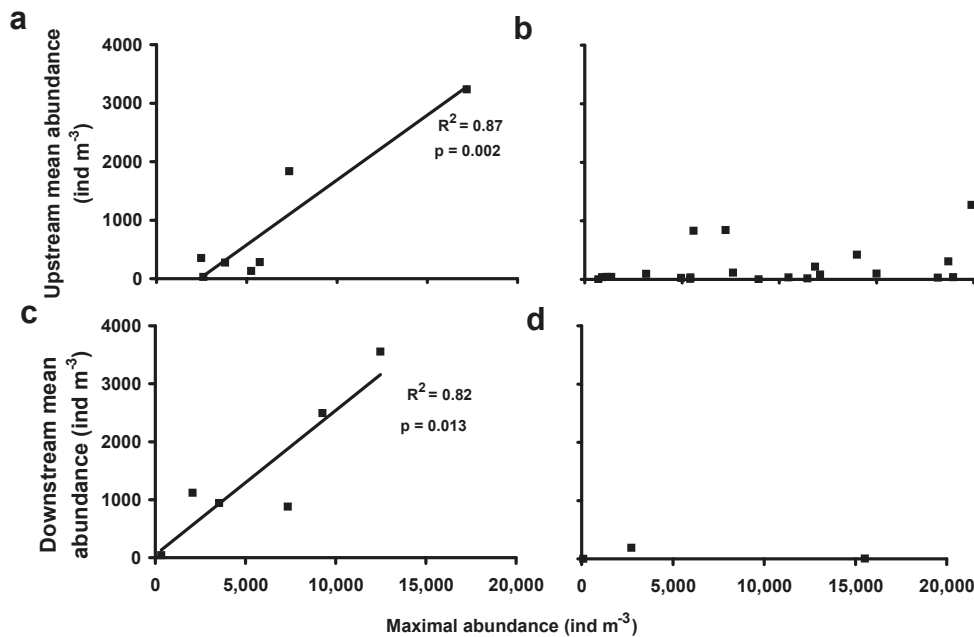 a
b
4000
3000
2000
1000
0
Upstream mean abundance
(ind m⁻³)
R² = 0.87
p = 0.002
c
d
4000
3000
2000
1000
0
Downstream mean
abundance (ind m⁻³)
R² = 0.82
p = 0.013
0 5,000 10,000 15,000 20,000
5,000 10,000 15,000 20,000
Maximal abundance (ind m⁻³)